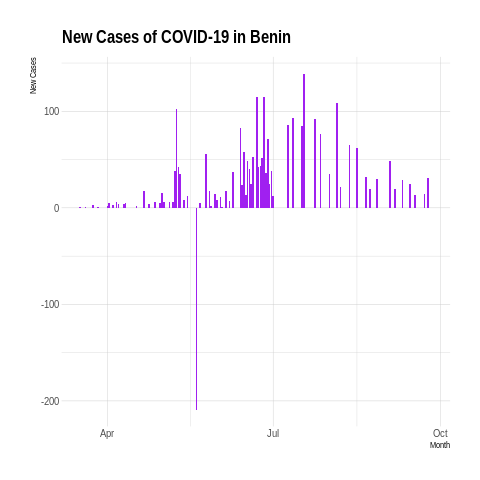 New Cases of COVID-19 in Benin
New Cases
100
0
-100
-200
Apr
Jul
Oct
Month